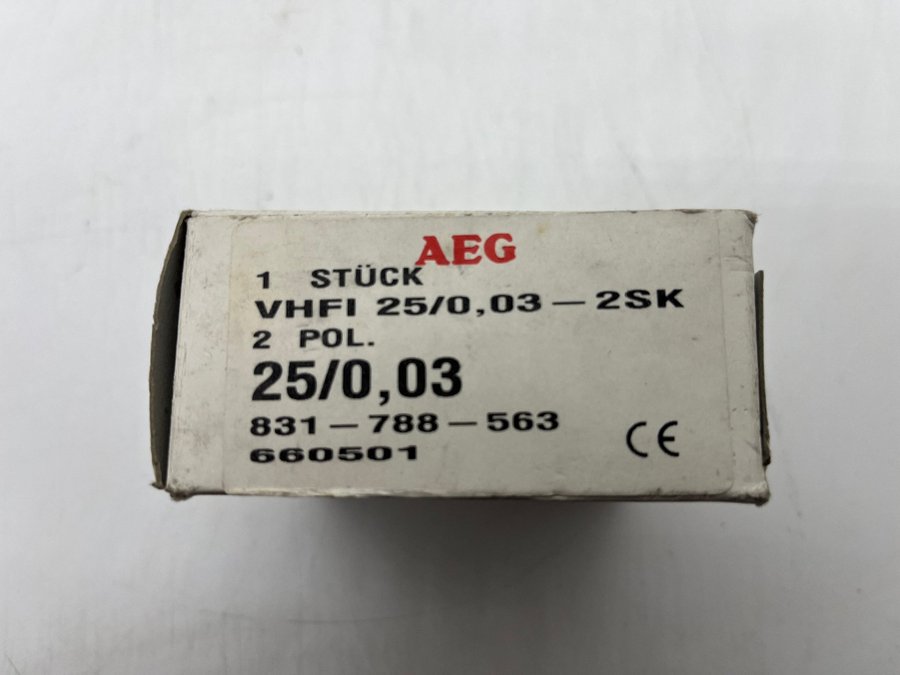 AEG
1 STÜCK
VHFI 25/0,03 – 2SK
2 POL.
25/0,03
831 – 788 – 563
660501
CE